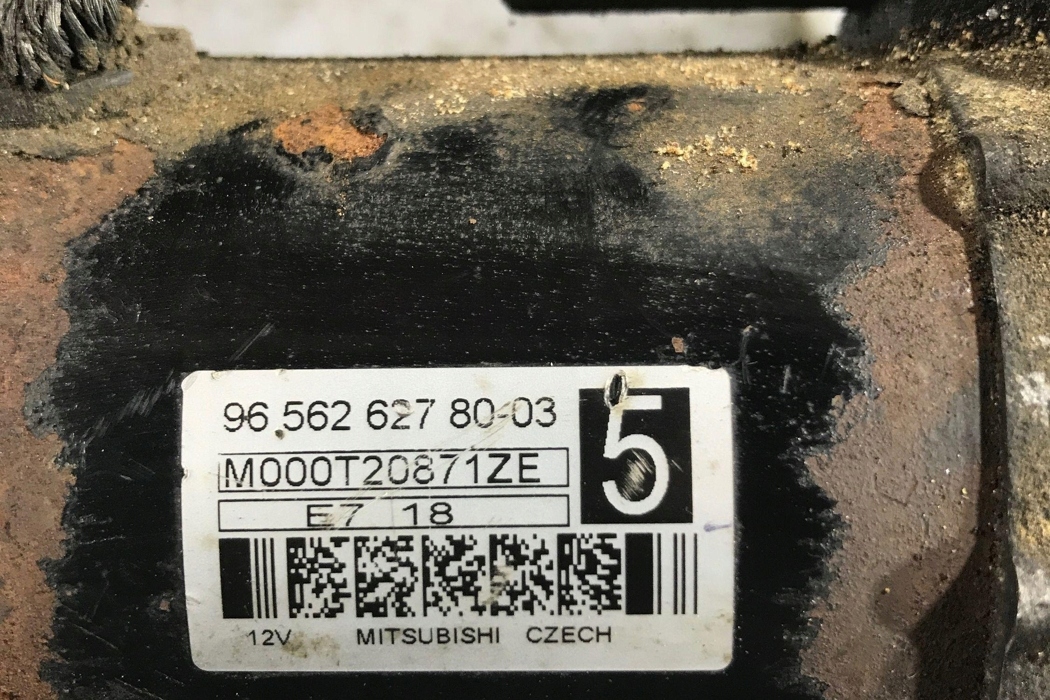 96 562 627 80-03
5
M000T20871ZE
E7 18
12V MITSUBISHI CZECH